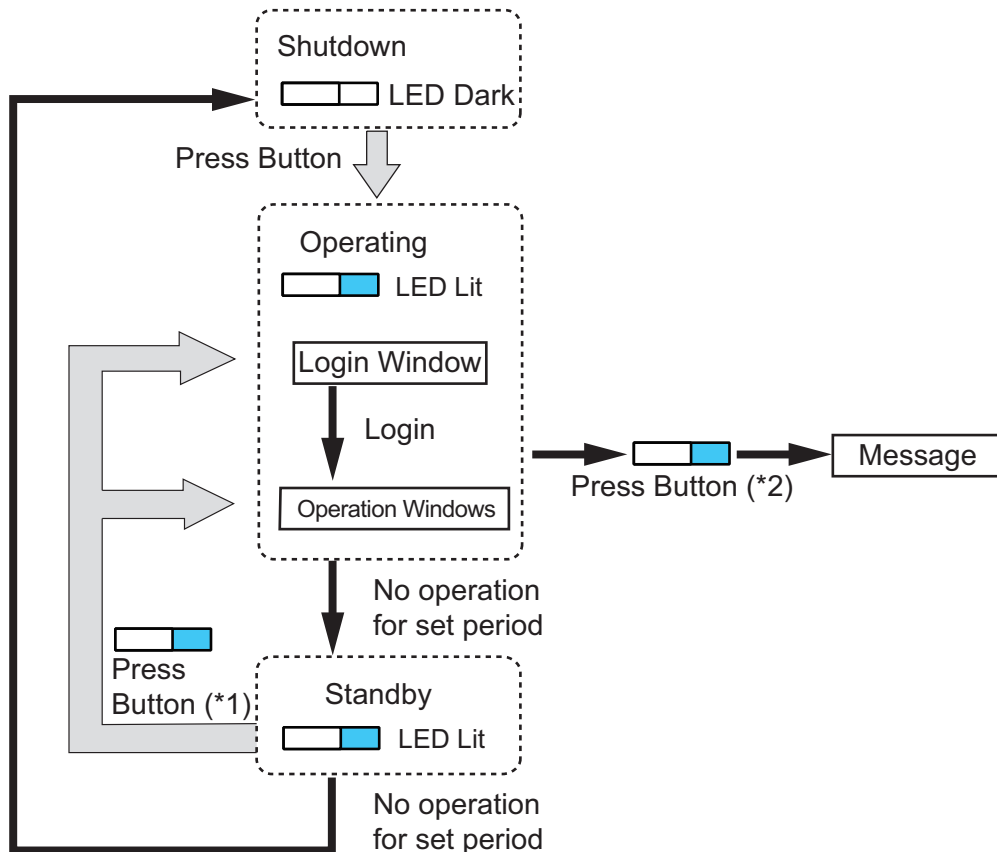 Shutdown
LED Dark
Press Button
Operating
LED Lit
Login Window
Login
Operation Windows
Press Button (*2)
Message
No operation
for set period
Press
Button (*1)
Standby
LED Lit
No operation
for set period